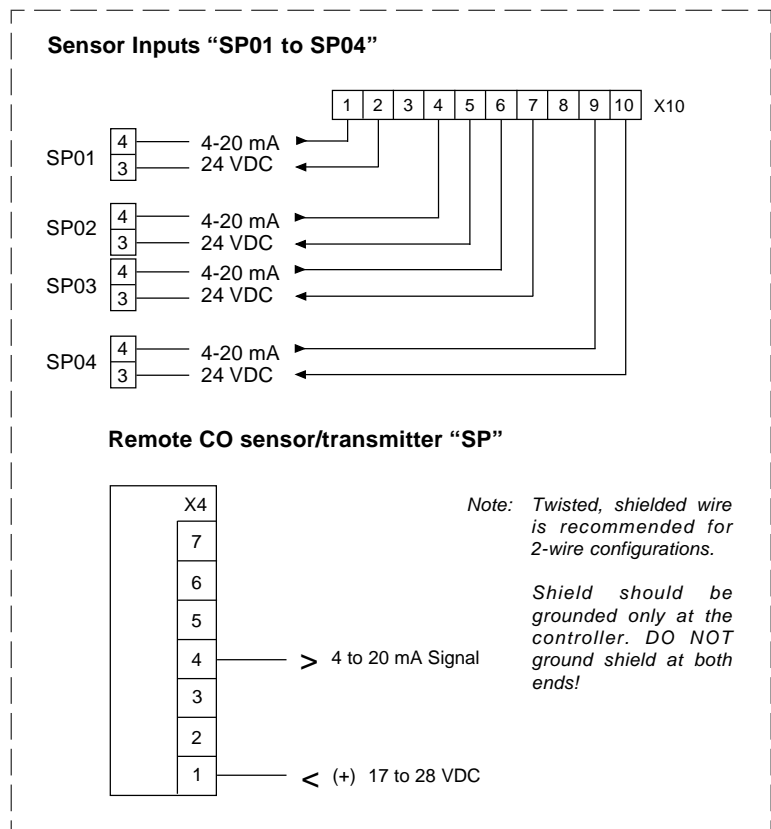 Sensor Inputs “SP01 to SP04”
1 2 3 4 5 6 7 8 9 10 X10
SP01
4 4-20 mA
3 24 VDC
SP02
4 4-20 mA
3 24 VDC
SP03
4 4-20 mA
3 24 VDC
SP04
4 4-20 mA
3 24 VDC
Remote CO sensor/transmitter “SP”
X4
7
6
5
4 > 4 to 20 mA Signal
3
2
1 < (+) 17 to 28 VDC
Note: Twisted, shielded wire
is recommended for
2-wire configurations.
Shield should be
grounded only at the
controller. DO NOT
ground shield at both
ends!